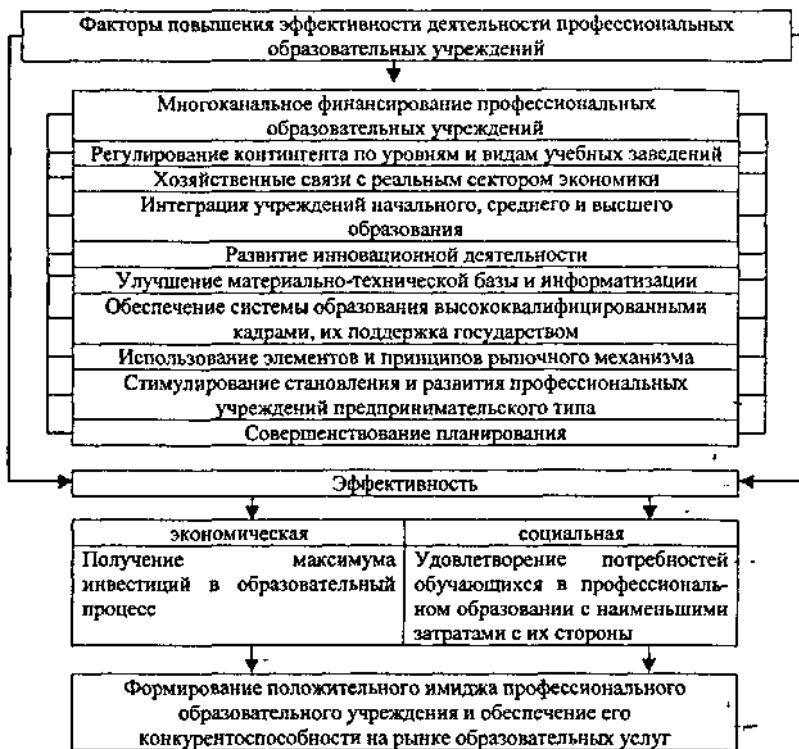 Факторы повышения эффективности деятельности профессиональных
образовательных учреждений
Многоканальное финансирование профессиональных
образовательных учреждений
Регулирование контингента по уровням и видам учебных заведений
Хозяйственные связи с реальным сектором экономики
Интеграция учреждений начального, среднего и высшего
образования
Развитие инновационной деятельности
Улучшение материально-технической базы и информатизации
Обеспечение системы образования высококвалифицированными
кадрами, их поддержка государством
Использование элементов и принципов рыночного механизма
Стимулирование становления и развития профессиональных
учреждений предпринимательского типа
Совершенствование планирования
Эффективность
экономическая
Получение максимума
инвестиций в образовательный
процесс
социальная
Удовлетворение потребностей
обучающихся в профессиональ-
ном образовании с наименьшими
затратами с их стороны
Формирование положительного имиджа профессионального
образовательного учреждения и обеспечение его
конкурентоспособности на рынке образовательных услуг